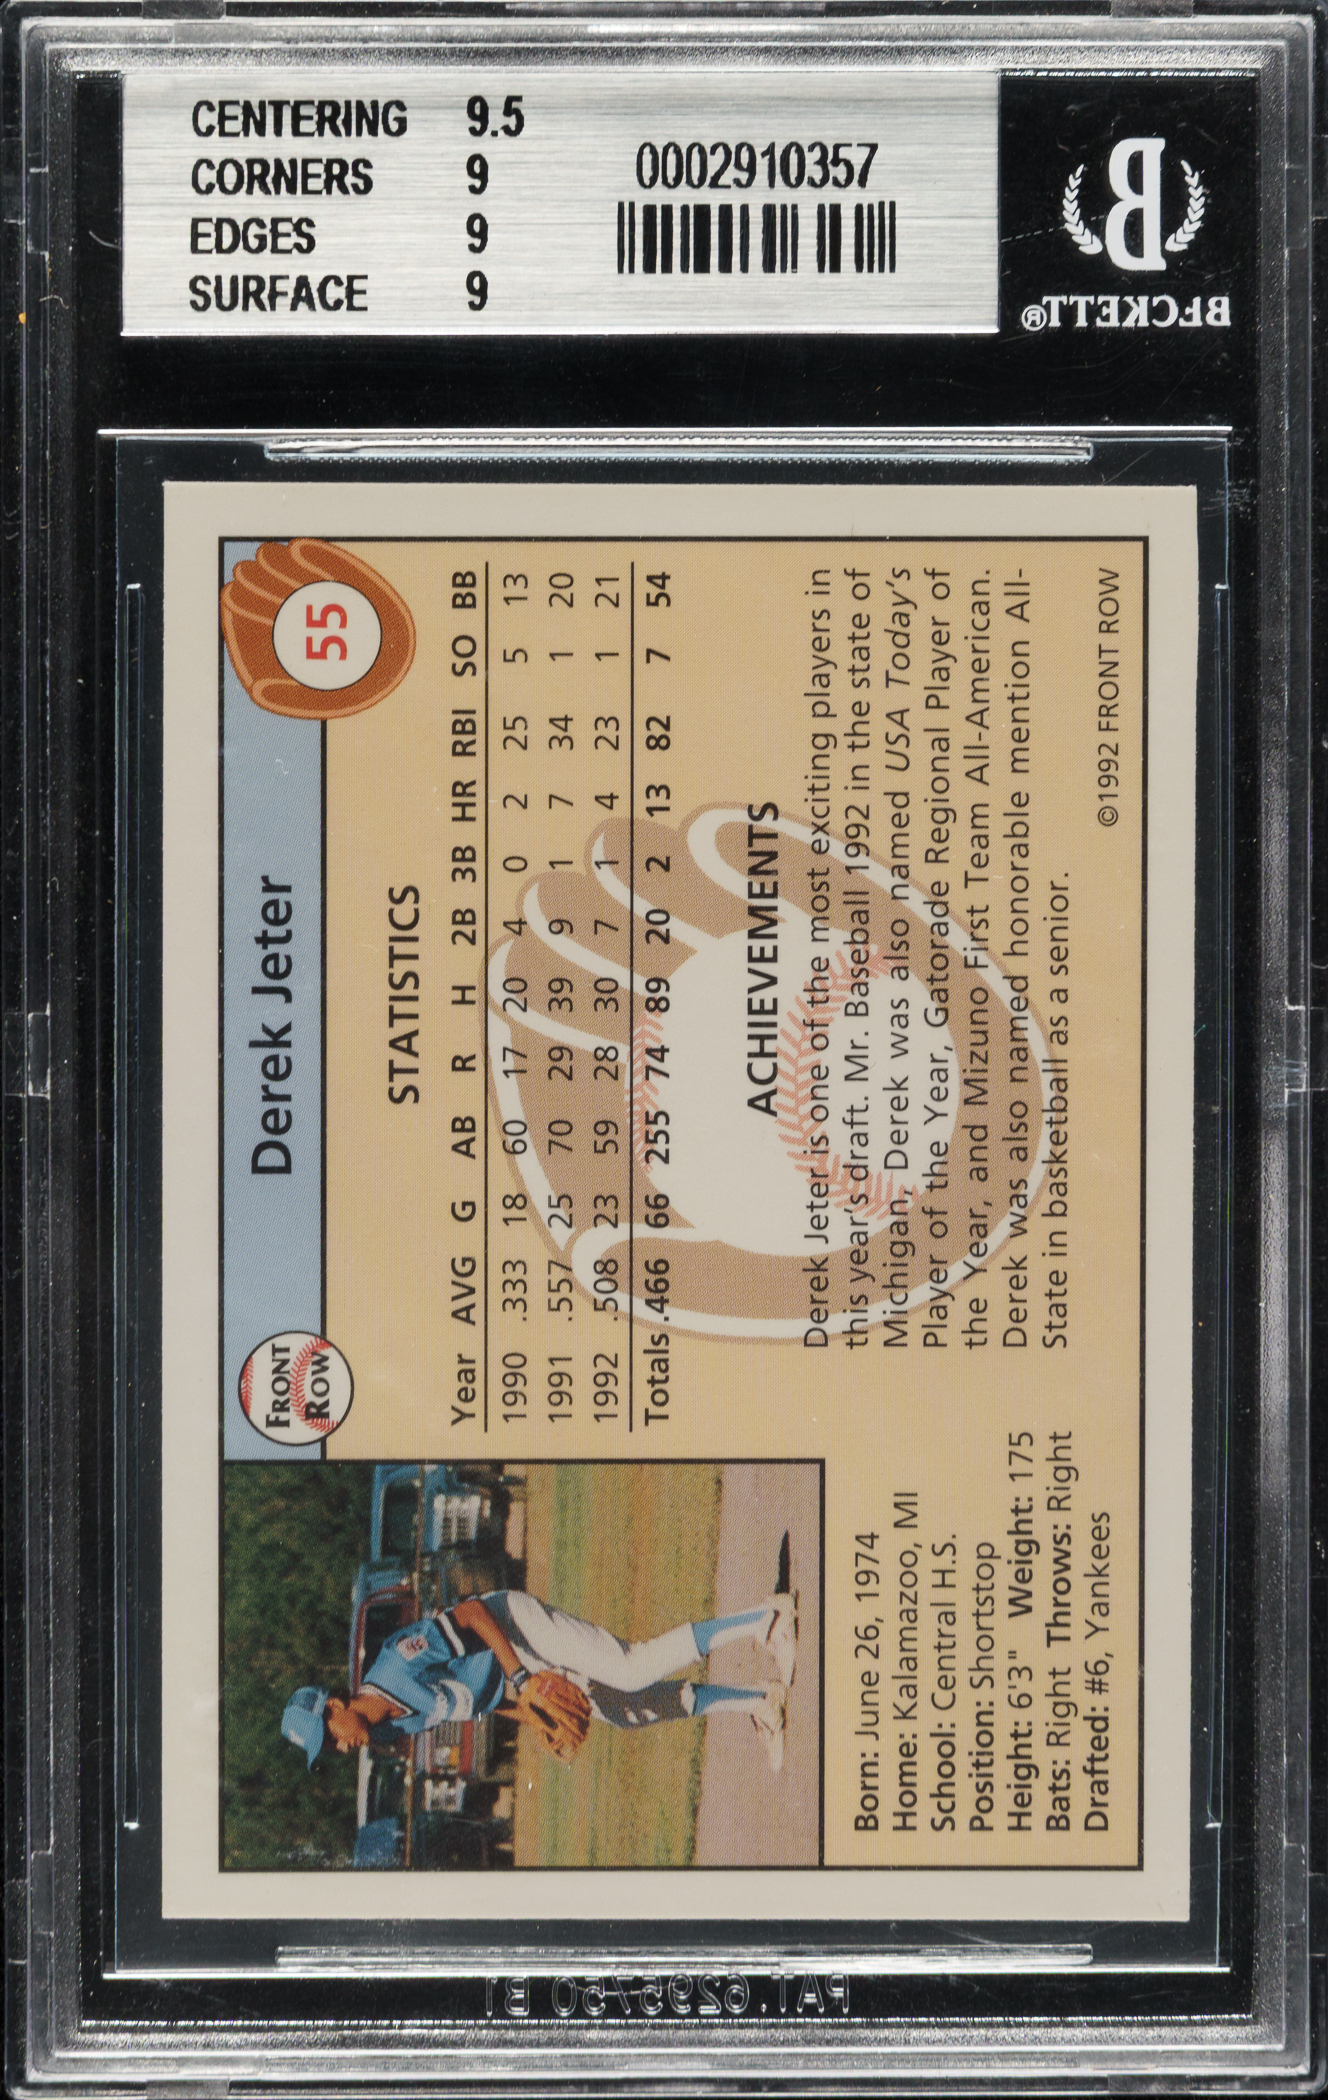 CENTERING 9.5
CORNERS 9
EDGES 9
SURFACE 9
0002910357
B
BECKETT®
FRONT
ROW
Derek Jeter
55
STATISTICS
Year AVG G AB R H 2B 3B HR RBI SO BB
1990 .333 18 60 17 20 4 0 2 25 5 13
1991 .557 25 70 29 39 9 1 7 34 1 20
1992 .508 23 59 28 30 7 1 4 23 1 21
Totals .466 66 255 74 89 20 2 13 82 7 54
ACHIEVEMENTS
Derek Jeter is one of the most exciting players in
this year's draft. Mr. Baseball 1992 in the state of
Michigan, Derek was also named USA Today's
Player of the Year, Gatorade Regional Player of
the Year, and Mizuno First Team All-American.
Derek was also named honorable mention All-
State in basketball as a senior.
©1992 FRONT ROW
Born: June 26, 1974
Home: Kalamazoo, MI
School: Central H.S.
Position: Shortstop
Height: 6'3" Weight: 175
Bats: Right Throws: Right
Drafted: #6, Yankees
PAT. 6295750 B1